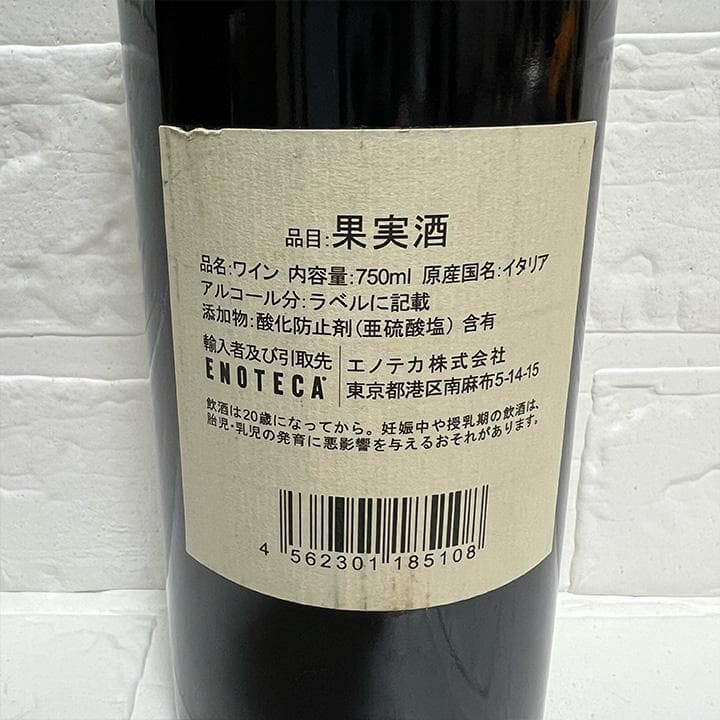 品目:果実酒
品名:ワイン 内容量:750ml 原産国名:イタリア
アルコール分:ラベルに記載
添加物:酸化防止剤(亜硫酸塩) 含有
輸入者及び引取先
ENOTECA®
エノテカ株式会社
東京都港区南麻布5-14-15
飲酒は20歳になってから。妊娠中や授乳期の飲酒は、
胎児・乳児の発育に悪影響を与えるおそれがあります。
4 562301 185108